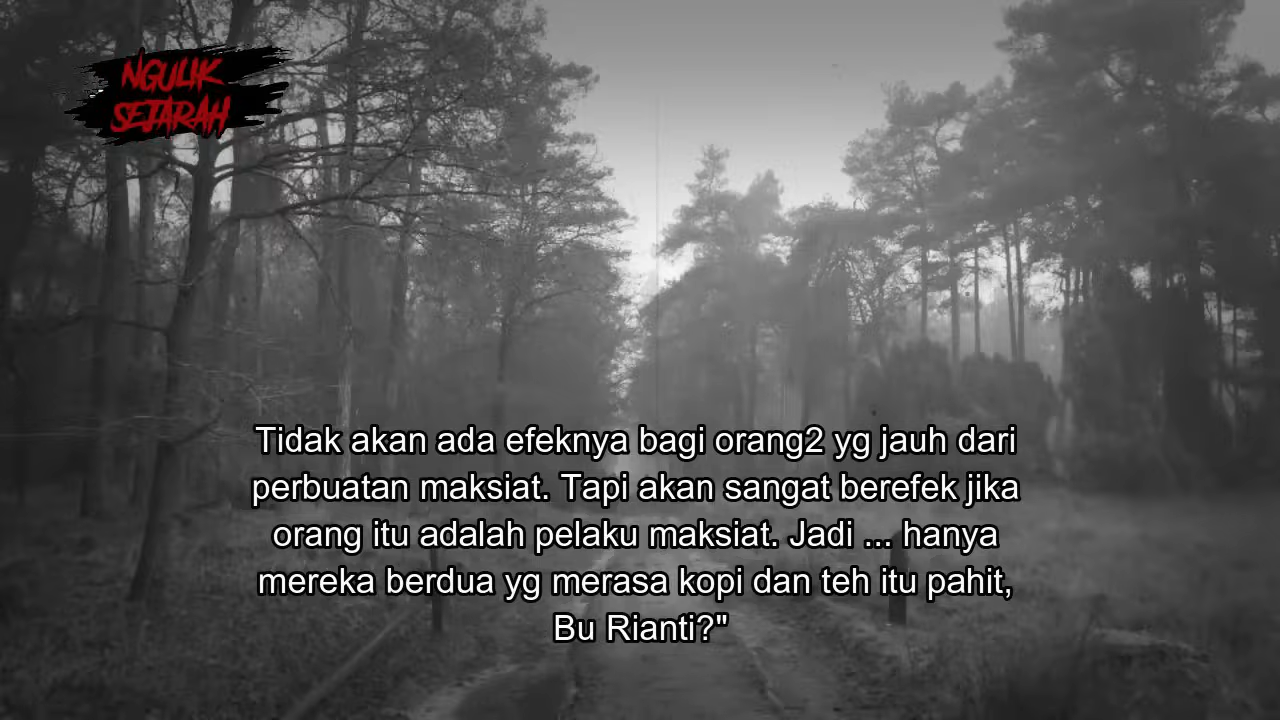 NGULIK
SEJARAH
Tidak akan ada efeknya bagi orang2 yg jauh dari
perbuatan maksiat. Tapi akan sangat berefek jika
orang itu adalah pelaku maksiat. Jadi ... hanya
mereka berdua yg merasa kopi dan teh itu pahit,
Bu Rianti?"